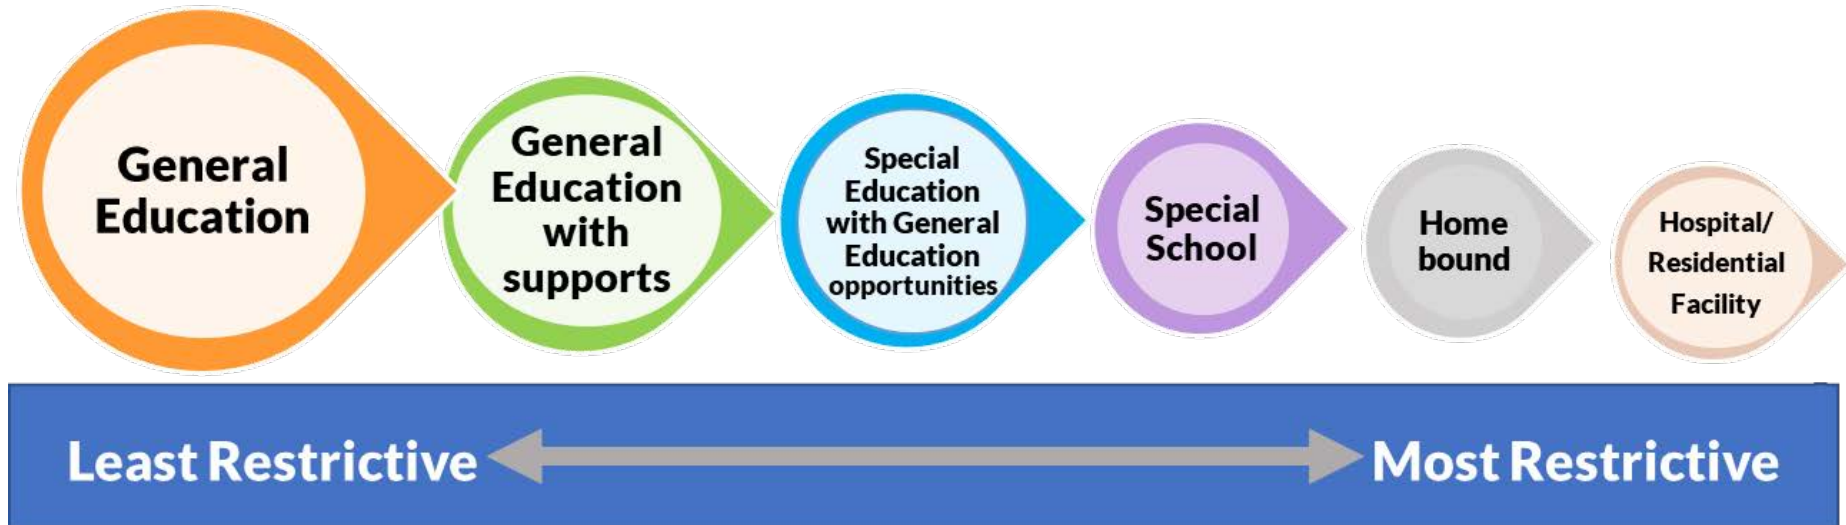 General
Education
General
Education
with
supports
Special
Education
with General
Education
opportunities
Special
School
Home
bound
Hospital/
Residential
Facility
Least Restrictive
Most Restrictive